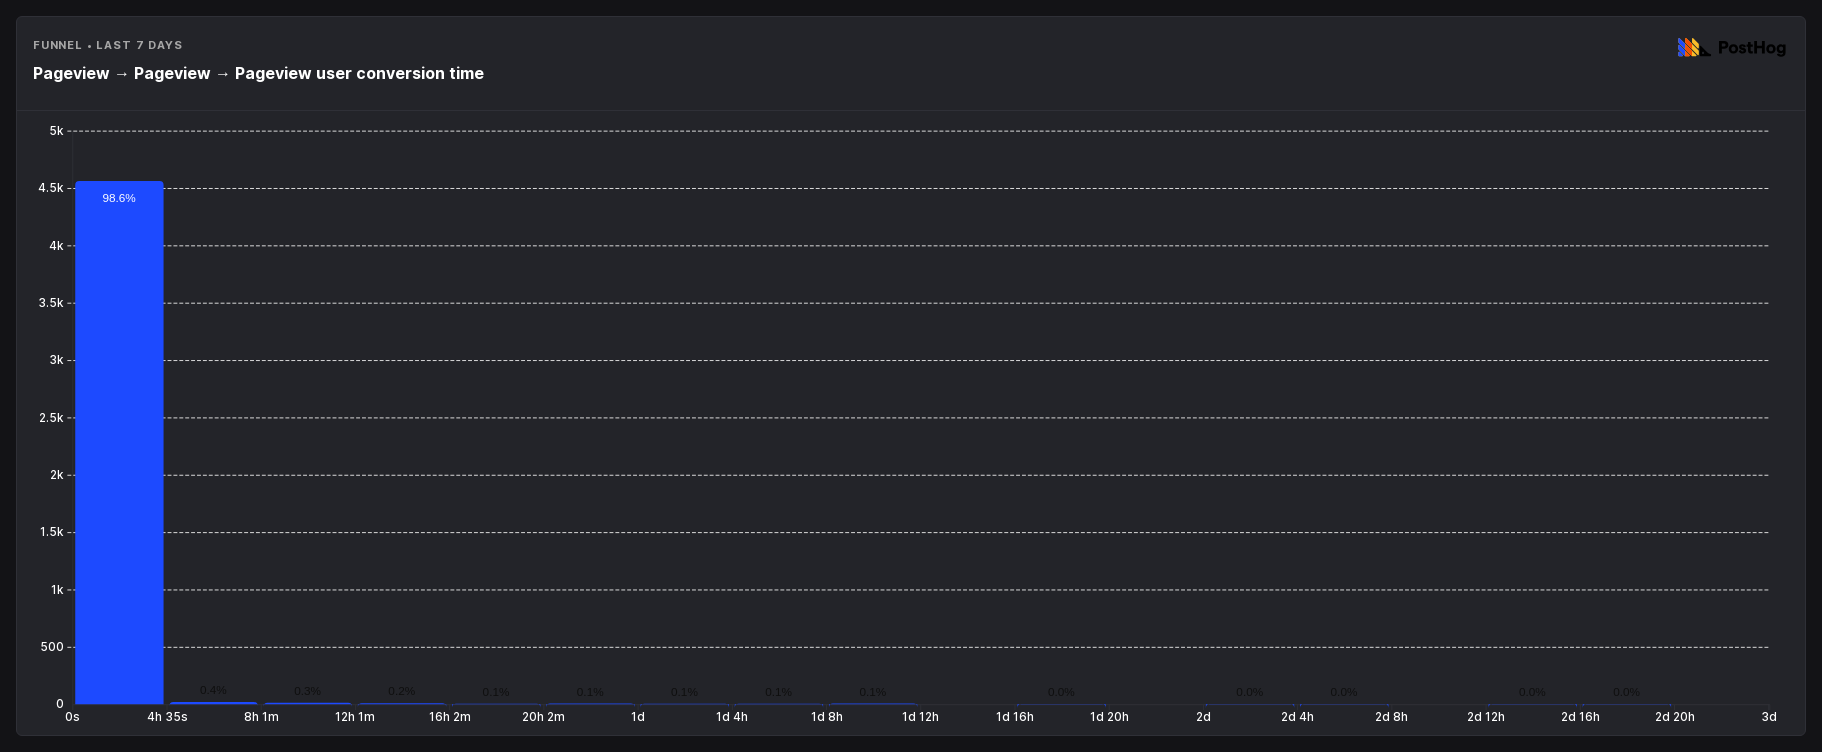 FUNNEL • LAST 7 DAYS
PostHog
Pageview → Pageview → Pageview user conversion time
5k
4.5k
98.6%
4k
3.5k
3k
2.5k
2k
1.5k
1k
500
0.4% 0.3% 0.2% 0.1% 0.1% 0.1% 0.1% 0.1% 0.0% 0.0% 0.0% 0.0% 0.0%
0
0s 4h 35s 8h 1m 12h 1m 16h 2m 20h 2m 1d 1d 4h 1d 8h 1d 12h 1d 16h 1d 20h 2d 2d 4h 2d 8h 2d 12h 2d 16h 2d 20h 3d